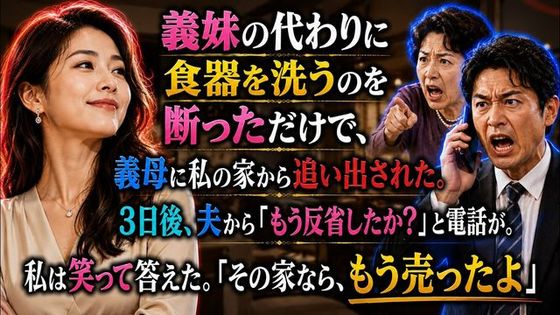 義妹の代わりに
食器を洗うのを
断っただけで、
義母に私の家から追い出された。
3日後、夫から「もう反省したか?」と電話が。
私は笑って答えた。「その家なら、もう売ったよ」